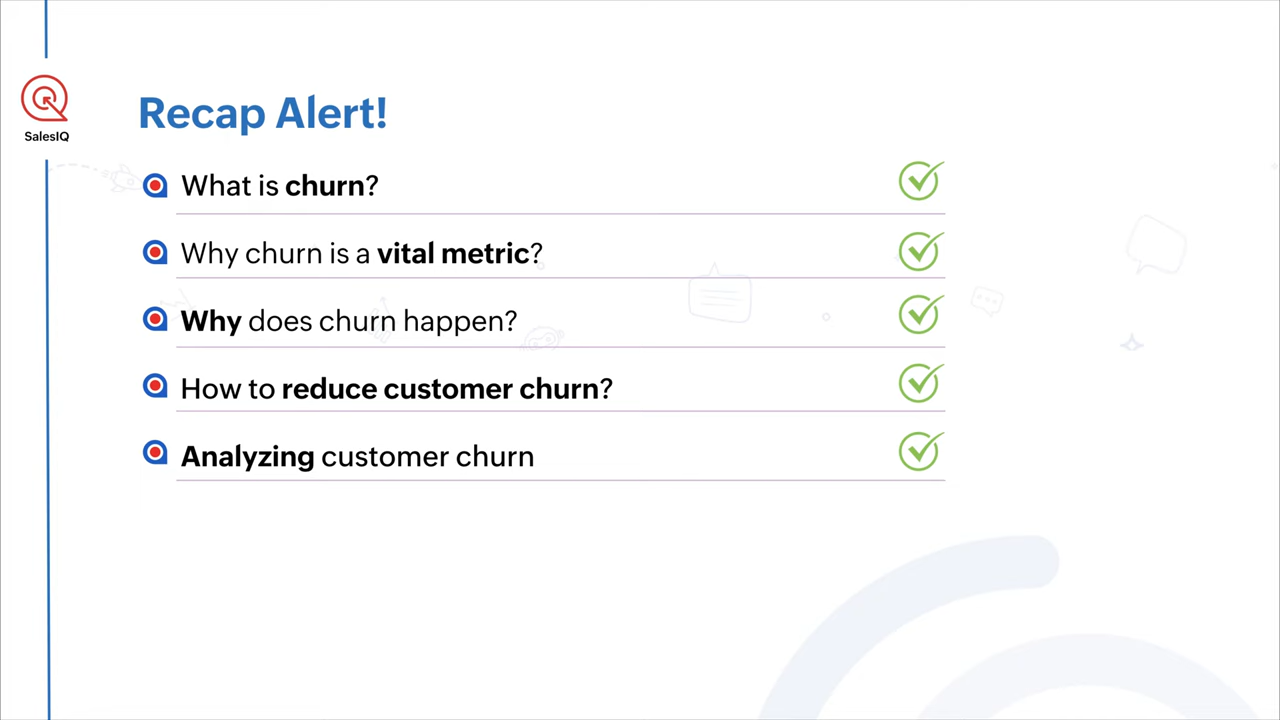 SalesIQ
Recap Alert!
What is churn?
Why churn is a vital metric?
Why does churn happen?
How to reduce customer churn?
Analyzing customer churn